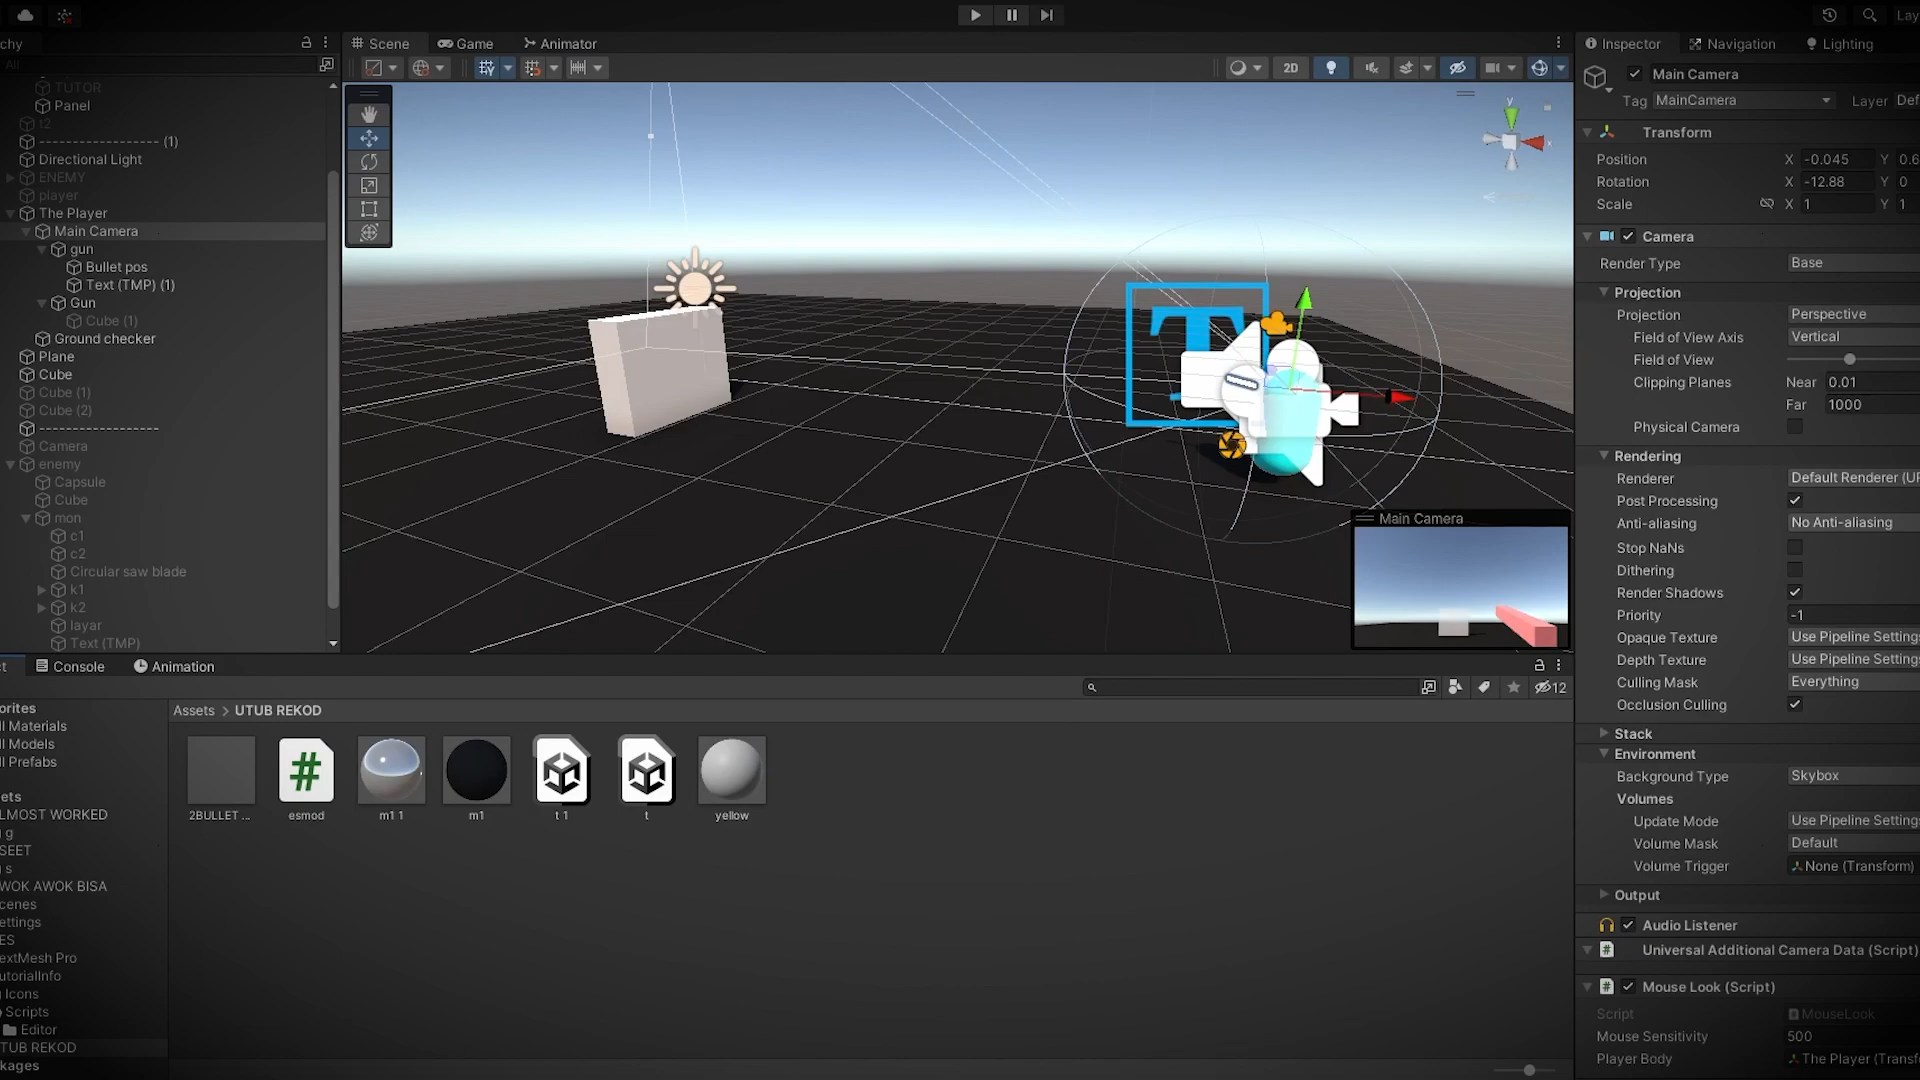 Lay
chy
Scene
Game
Animator
Inspector
Navigation
Lighting
All
2D
Main Camera
Tag MainCamera Layer Def
TUTOR
Panel
t2
------------------- (1)
Directional Light
ENEMY
player
The Player
Main Camera
gun
Bullet pos
Text (TMP) (1)
Gun
Cube (1)
Ground checker
Plane
Cube
Cube (1)
Cube (2)
-------------------
Camera
enemy
Capsule
Cube
mon
c1
c2
Circular saw blade
k1
k2
layar
Text (TMP)
y
x
Main Camera
Transform
Position X -0.045 Y 0.6
Rotation X -12.88 Y 0
Scale X 1 Y 1
Camera
Render Type Base
Projection
Projection Perspective
Field of View Axis Vertical
Field of View
Clipping Planes Near 0.01
Far 1000
Physical Camera
Rendering
Renderer Default Renderer (UR
Post Processing
Anti-aliasing No Anti-aliasing
Stop NaNs
Dithering
Render Shadows
Priority -1
Opaque Texture Use Pipeline Settings
Depth Texture Use Pipeline Settings
Culling Mask Everything
Occlusion Culling
Stack
Environment
Background Type Skybox
Volumes
Update Mode Use Pipeline Settings
Volume Mask Default
Volume Trigger None (Transform)
Output
Audio Listener
Universal Additional Camera Data (Script)
Mouse Look (Script)
Script MouseLook
Mouse Sensitivity 500
Player Body The Player (Transf
ct
Console
Animation
12
orites
ll Materials
ll Models
ll Prefabs
ets
LMOST WORKED
g
SEET
s
WOK AWOK BISA
cenes
ettings
ES
extMesh Pro
utorialInfo
Icons
Scripts
Editor
TUB REKOD
kages
Assets > UTUB REKOD
2BULLET ...
esmod
m1 1
m1
t 1
t
yellow